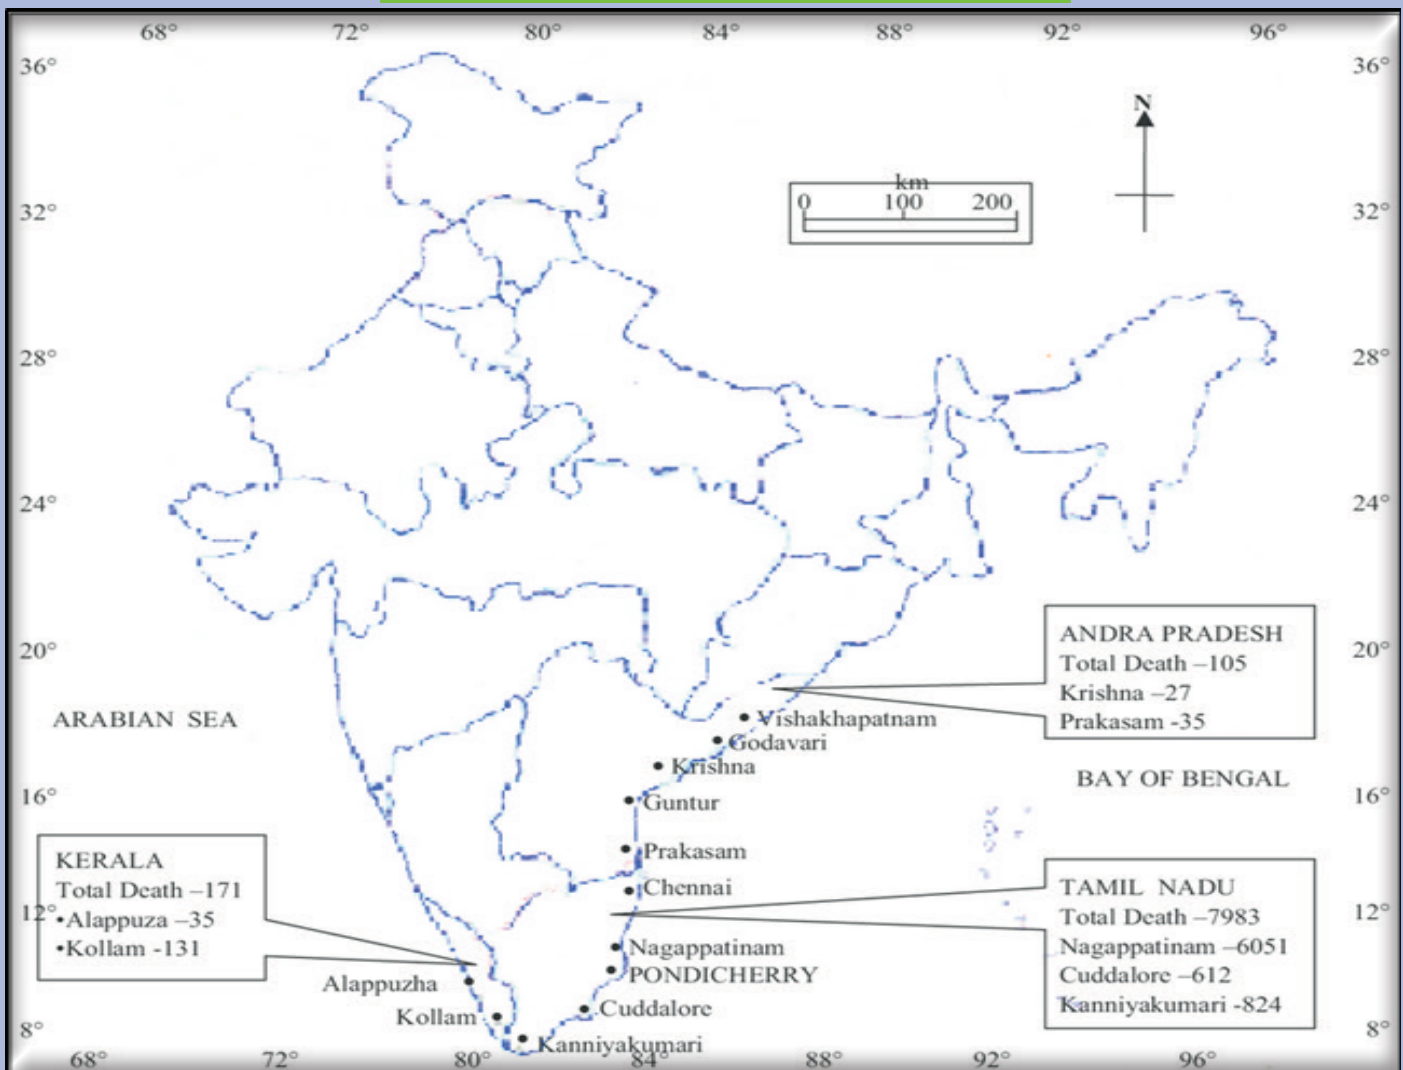 68° 72° 80° 84° 88° 92° 96°
36° 36°
N
km
0 100 200
32° 32°
28° 28°
24° 24°
ANDRA PRADESH
Total Death –105
Krishna –27
Prakasam -35
20° 20°
ARABIAN SEA
Vishakhapatnam
Godavari
Krishna
BAY OF BENGAL
16° 16°
Guntur
Prakasam
KERALA
Total Death –171
•Alappuza –35
•Kollam -131
Chennai
TAMIL NADU
Total Death –7983
Nagappatinam –6051
Cuddalore –612
Kanniyakumari -824
12° 12°
Nagappatinam
PONDICHERRY
Alappuzha
Cuddalore
Kollam
8° 8°
Kanniyakumari
68° 72° 80° 84° 88° 92° 96°